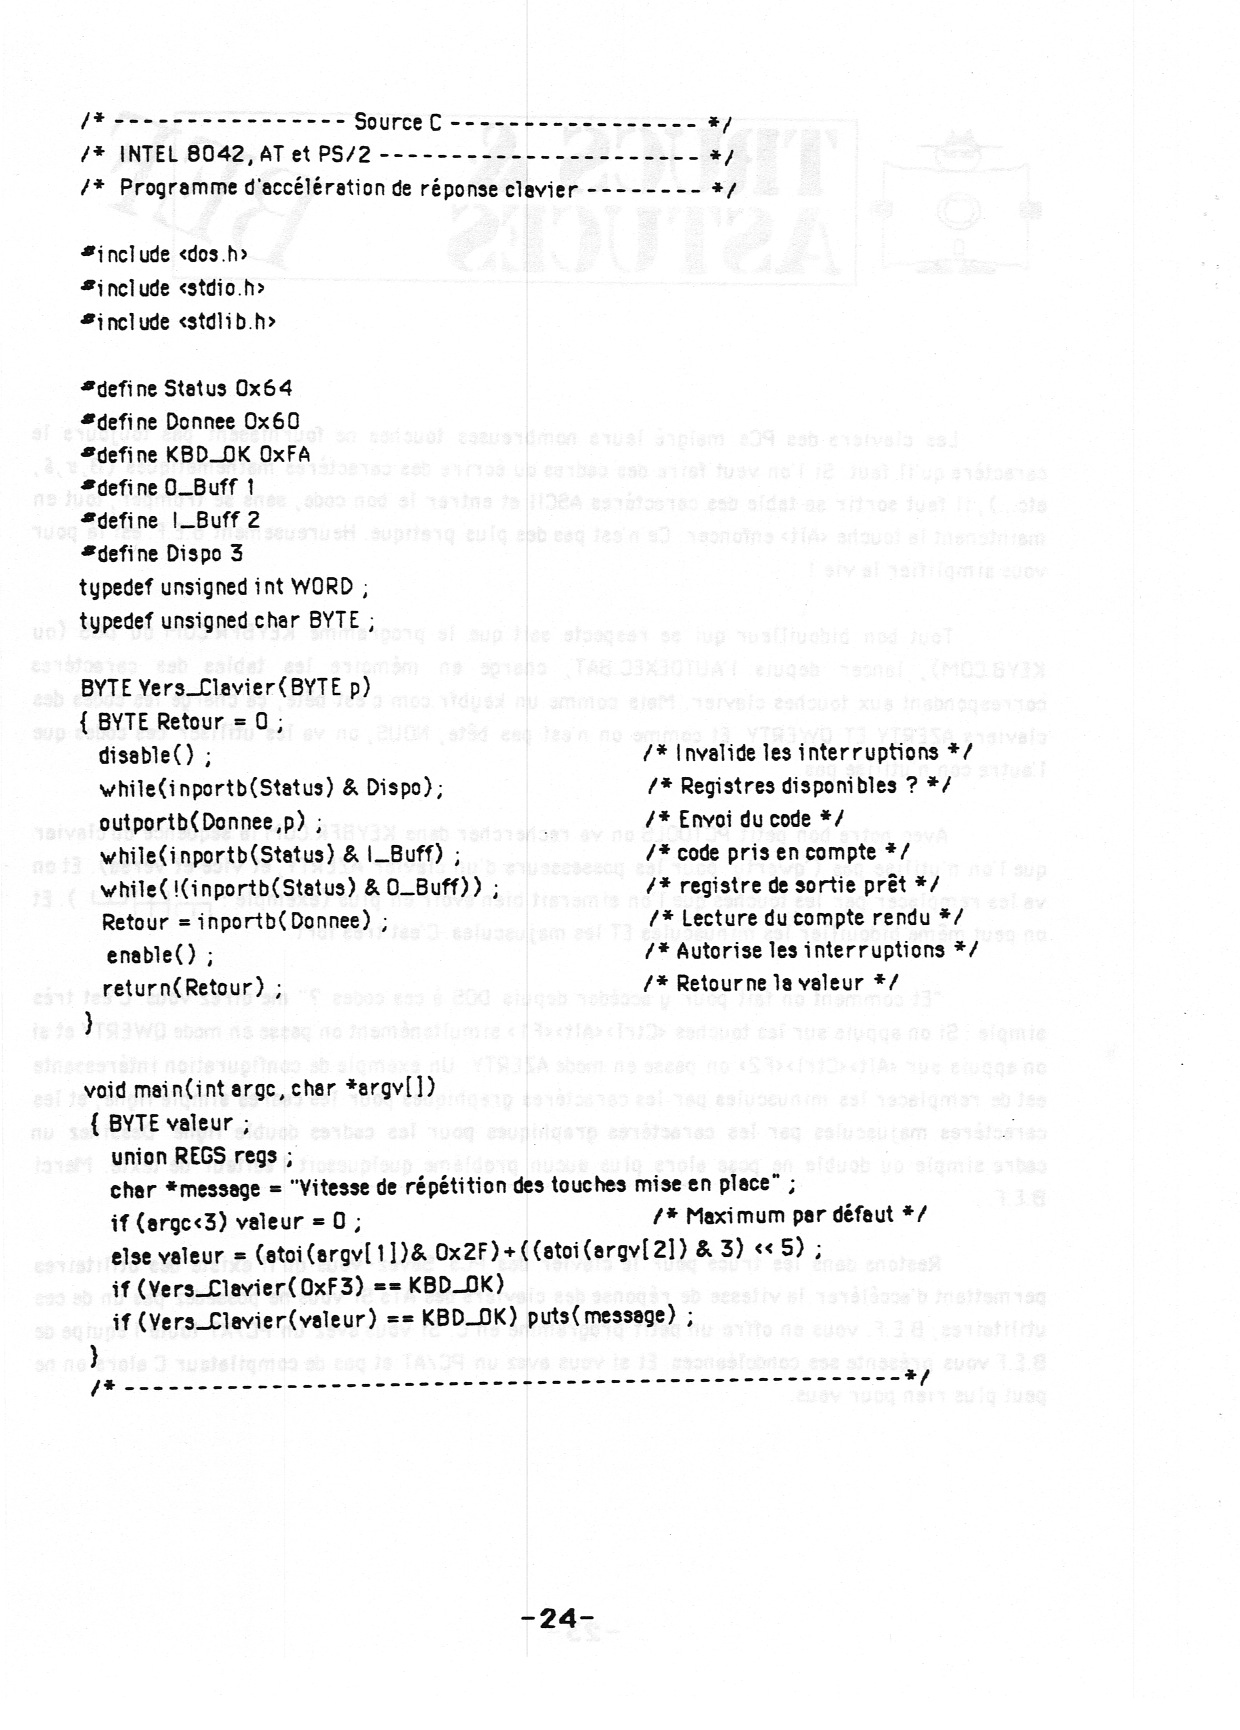 /* ---------------- Source C ----------------- */
/* INTEL 8042, AT et PS/2 ---------------------- */
/* Programme d'accélération de réponse clavier -------- */
#include <dos.h>
#include <stdio.h>
#include <stdlib.h>
#define Status 0x64
#define Donnee 0x60
#define KBD_OK 0xFA
#define O_Buff 1
#define I_Buff 2
#define Dispo 3
typedef unsigned int WORD ;
typedef unsigned char BYTE ;
BYTE Vers_Clavier(BYTE p)
{ BYTE Retour = 0 ;
disable() ; /* Invalide les interruptions */
while(inportb(Status) & Dispo); /* Registres disponibles ? */
outportb(Donnee,p) ; /* Envoi du code */
while(inportb(Status) & I_Buff) ; /* code pris en compte */
while( !(inportb(Status) & O_Buff)) ; /* registre de sortie prêt */
Retour = inportb(Donnee) ; /* Lecture du compte rendu */
enable() ; /* Autorise les interruptions */
return(Retour) ; /* Retourne la valeur */
}
void main(int argc, char *argv[])
{ BYTE valeur ;
union REGS regs ;
char *message = "Vitesse de répétition des touches mise en place" ;
if (argc<3) valeur = 0 ; /* Maximum par défaut */
else valeur = (atoi(argv[1])& 0x2F)+((atoi(argv[2]) & 3) << 5) ;
if (Vers_Clavier(0xF3) == KBD_OK)
if (Vers_Clavier(valeur) == KBD_OK) puts(message) ;
}
/* ------------------------------------------------------*/
-24-